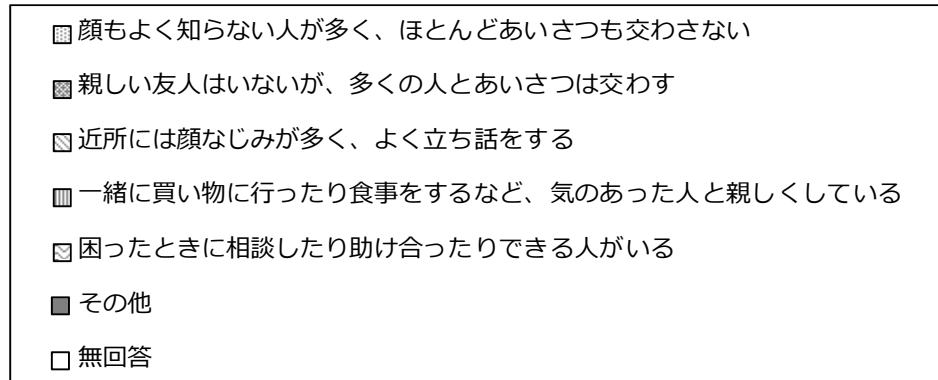 顔もよく知らない人が多く、ほとんどあいさつも交わさない
親しい友人はいないが、多くの人とあいさつは交わす
近所には顔なじみが多く、よく立ち話をする
一緒に買い物に行ったり食事をするなど、気のあった人と親しくしている
困ったときに相談したり助け合ったりできる人がいる
その他
無回答